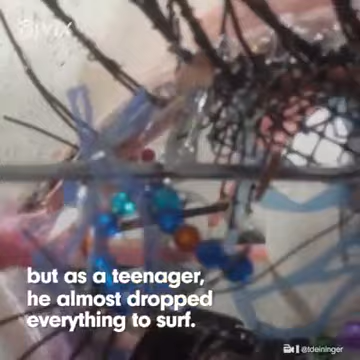 but as a teenager,
he almost dropped
everything to surf.
@tdeininger